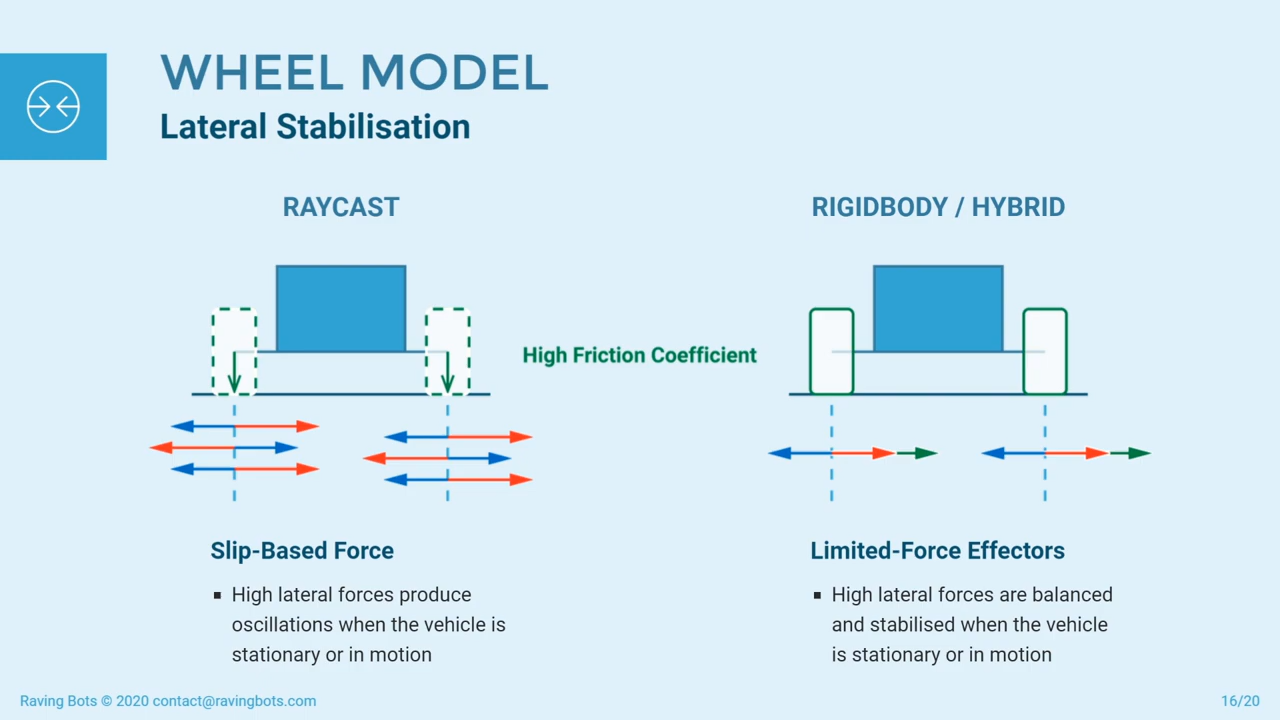 WHEEL MODEL
Lateral Stabilisation
RAYCAST
RIGIDBODY / HYBRID
High Friction Coefficient
Slip-Based Force
▪ High lateral forces produce
oscillations when the vehicle is
stationary or in motion
Limited-Force Effectors
▪ High lateral forces are balanced
and stabilised when the vehicle
is stationary or in motion
Raving Bots © 2020 contact@ravingbots.com
16/20